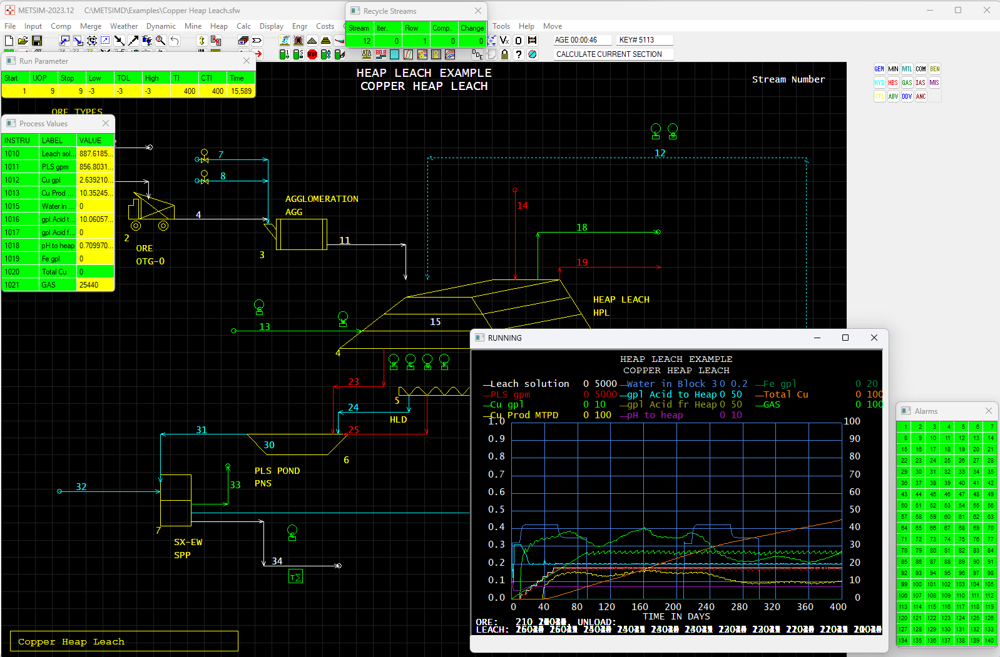 METSIM-2023.12 C:\METSIMD\Examples\Copper Heap Leach.sfw
File Input Comp Merge Weather Dynamic Mine Heap Calc Display Engr Costs Tools Help Move
Recycle Streams
Stream Iter. Flow Comp. Change
12 0 1 0 0
AGE 00:00:46 KEY# 5113
CALCULATE CURRENT SECTION
Run Parameter
Start UOP Stop Low TOL High TI CTI Time
1 9 9 -3 -3 -3 400 400 15,589
GEN MIN MTL COM BEN
HYD HBS GAS IAS MIS
CTL ADV DDV ANC
HEAP LEACH EXAMPLE
COPPER HEAP LEACH
Stream Number
ORE TYPES
Process Values
INSTRU LABEL VALUE
1010 Leach sol... 887.6185...
1011 PLS gpm 856.8031...
1012 Cu gpl 2.639210...
1013 Cu Prod ... 10.35245...
1015 Water in ... 0
1016 gpl Acid t... 10.06057...
1017 gpl Acid f... 0
1018 pH to heap 0.709970...
1019 Fe gpl 0
1020 Total Cu 0
1021 GAS 25440
7
8
12
14
4
AGGLOMERATION
AGG
2
ORE
OTG-0
3
11
18
19
HEAP LEACH
HPL
13
15
4
23
24
25
5
HLD
31
30
6
PLS POND
PNS
32
33
7
SX-EW
SPP
34
TΣ
Copper Heap Leach
RUNNING
HEAP LEACH EXAMPLE
COPPER HEAP LEACH
Leach solution 0 5000 Water in Block 3 0 0.2 Fe gpl 0 20
PLS gpm 0 5000 gpl Acid to Heap 0 50 Total Cu 0 100
Cu gpl 0 10 gpl Acid fr Heap 0 50 GAS 0 100
Cu Prod MTPD 0 100 pH to heap 0 10
1.0 100
0.9 90
0.8 80
0.7 70
0.6 60
0.5 50
0.4 40
0.3 30
0.2 20
0.1 10
0.0 0
0 40 80 120 160 200 240 280 320 360 400
TIME IN DAYS
ORE: 210 UNLOAD:
LEACH:
Alarms
1 2 3 4 5 6 7
8 9 10 11 12 13 14
15 16 17 18 19 20 21
22 23 24 25 26 27 28
29 30 31 32 33 34 35
36 37 38 39 40 41 42
43 44 45 46 47 48 49
50 51 52 53 54 55 56
57 58 59 60 61 62 63
64 65 66 67 68 69 70
71 72 73 74 75 76 77
78 79 80 81 82 83 84
85 86 87 88 89 90 91
92 93 94 95 96 97 98
99 100 101 102 103 104 105
106 107 108 109 110 111 112
113 114 115 116 117 118 119
120 121 122 123 124 125 126
127 128 129 130 131 132 133
134 135 136 137 138 139 140